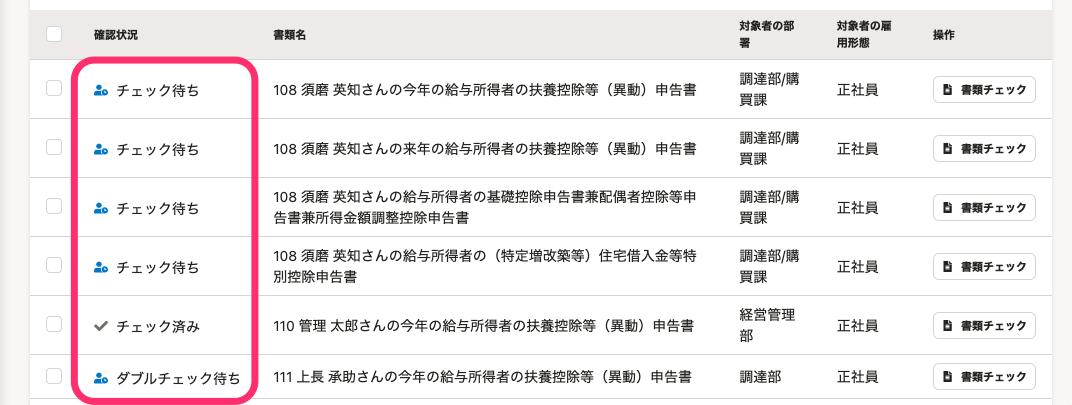 確認状況 書類名 対象者の部署 対象者の雇用形態 操作
チェック待ち 108 須磨 英知さんの今年の給与所得者の扶養控除等（異動）申告書 調達部/購買課 正社員 書類チェック
チェック待ち 108 須磨 英知さんの来年の給与所得者の扶養控除等（異動）申告書 調達部/購買課 正社員 書類チェック
チェック待ち 108 須磨 英知さんの給与所得者の基礎控除申告書兼配偶者控除等申告書兼所得金額調整控除申告書 調達部/購買課 正社員 書類チェック
チェック待ち 108 須磨 英知さんの給与所得者の（特定増改築等）住宅借入金等特別控除申告書 調達部/購買課 正社員 書類チェック
チェック済み 110 管理 太郎さんの今年の給与所得者の扶養控除等（異動）申告書 経営管理部 正社員 書類チェック
ダブルチェック待ち 111 上長 承助さんの今年の給与所得者の扶養控除等（異動）申告書 調達部 正社員 書類チェック